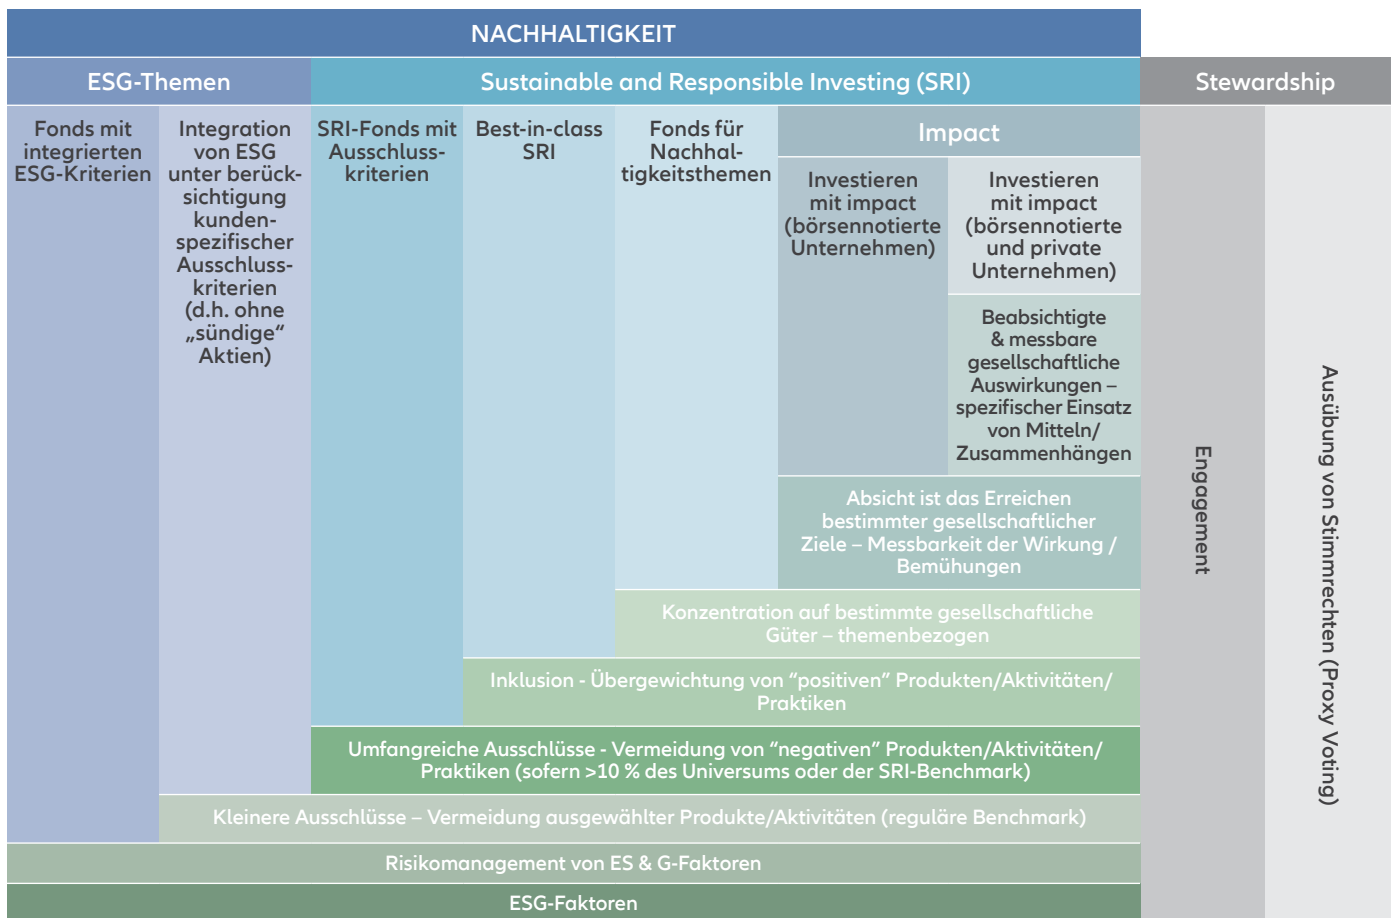 NACHHALTIGKEIT
ESG-Themen
Sustainable and Responsible Investing (SRI)
Stewardship
Fonds mit
integrierten
ESG-Kriterien
Integration
von ESG
unter berück-
sichtigung
kunden-
spezifischer
Ausschluss-
kriterien
(d.h. ohne
„sündige“
Aktien)
SRI-Fonds mit
Ausschluss-
kriterien
Best-in-class
SRI
Fonds für
Nachhal-
tigkeitsthemen
Impact
Investieren
mit impact
(börsennotierte
Unternehmen)
Investieren
mit impact
(börsennotierte
und private
Unternehmen)
Beabsichtigte
& messbare
gesellschaftliche
Auswirkungen –
spezifischer Einsatz
von Mitteln/
Zusammenhängen
Absicht ist das Erreichen
bestimmter gesellschaftlicher
Ziele – Messbarkeit der Wirkung /
Bemühungen
Konzentration auf bestimmte gesellschaftliche
Güter – themenbezogen
Inklusion - Übergewichtung von “positiven” Produkten/Aktivitäten/
Praktiken
Umfangreiche Ausschlüsse - Vermeidung von “negativen” Produkten/Aktivitäten/
Praktiken (sofern >10 % des Universums oder der SRI-Benchmark)
Kleinere Ausschlüsse – Vermeidung ausgewählter Produkte/Aktivitäten (reguläre Benchmark)
Risikomanagement von ES & G-Faktoren
ESG-Faktoren
Engagement
Ausübung von Stimmrechten (Proxy Voting)